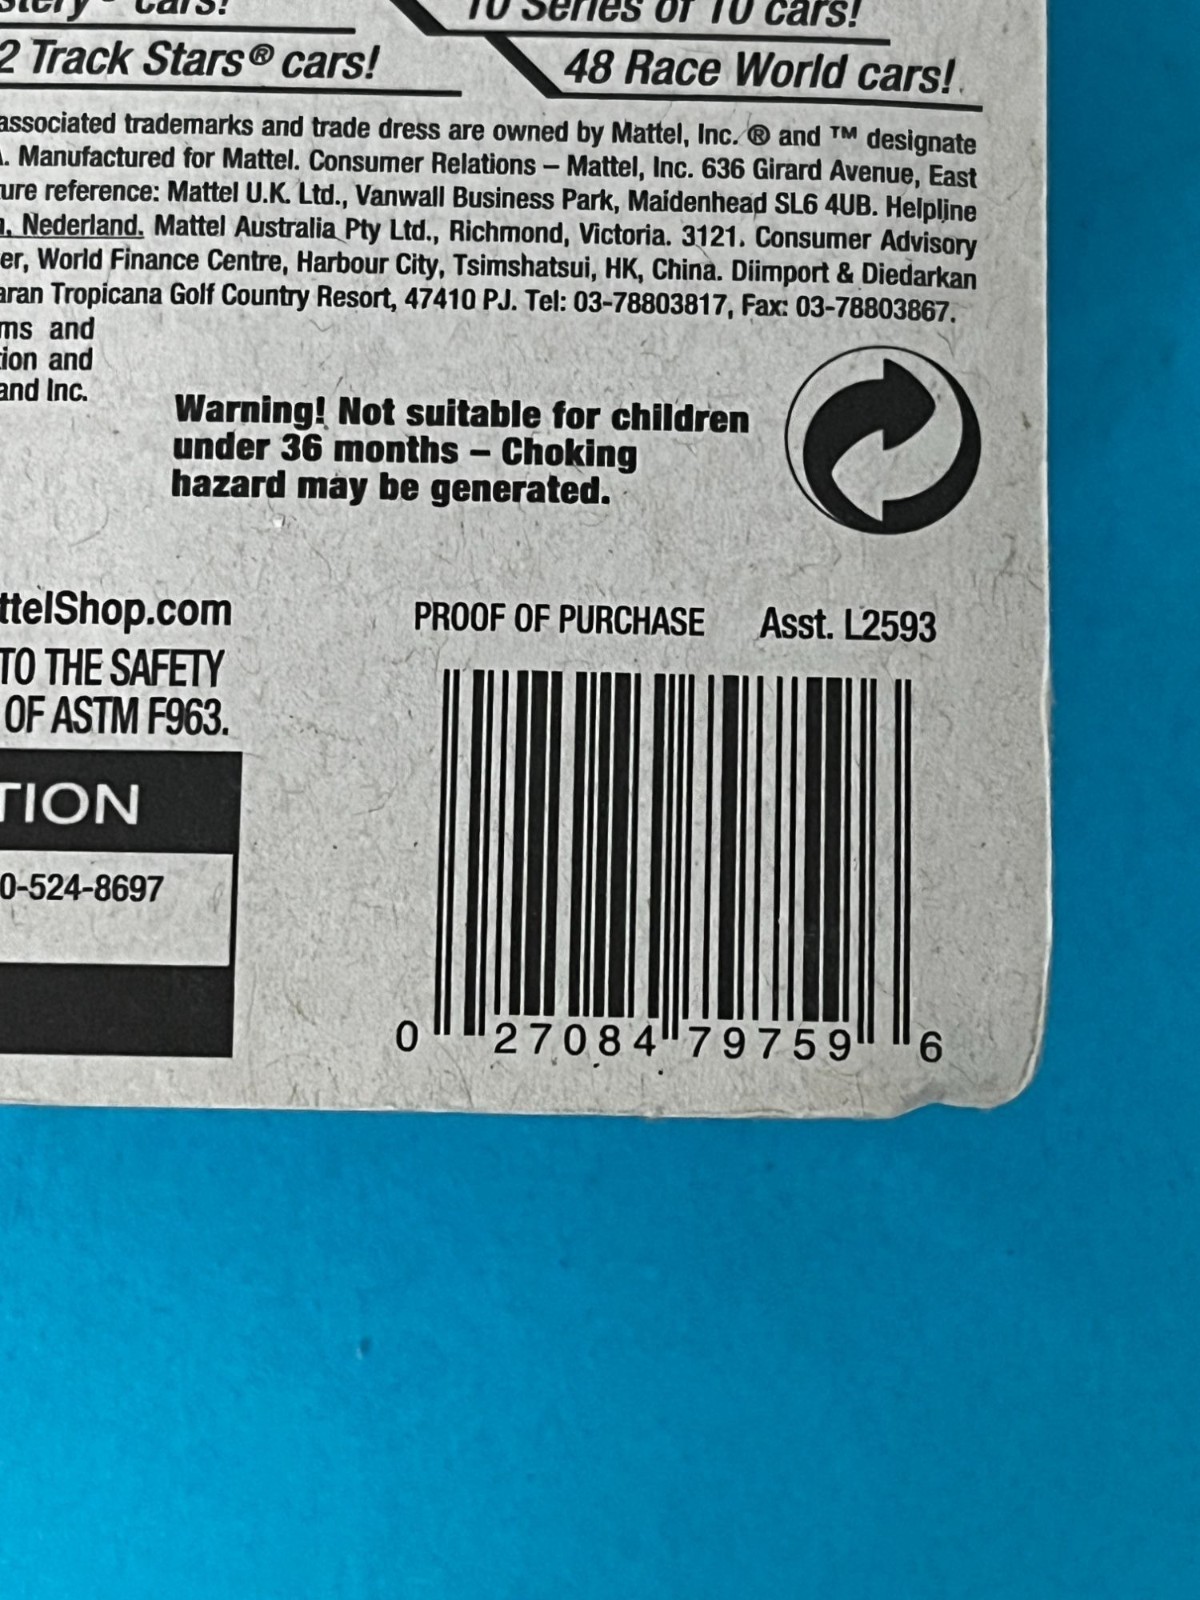 cars!
10 Series of 10 cars!
2 Track Stars® cars!
48 Race World cars!
associated trademarks and trade dress are owned by Mattel, Inc. ® and ™ designate
. Manufactured for Mattel. Consumer Relations – Mattel, Inc. 636 Girard Avenue, East
ure reference: Mattel U.K. Ltd., Vanwall Business Park, Maidenhead SL6 4UB. Helpline
, Nederland. Mattel Australia Pty Ltd., Richmond, Victoria. 3121. Consumer Advisory
er, World Finance Centre, Harbour City, Tsimshatsui, HK, China. Diimport & Diedarkan
aran Tropicana Golf Country Resort, 47410 PJ. Tel: 03-78803817, Fax: 03-78803867.
ms and
tion and
and Inc.
Warning! Not suitable for children
under 36 months – Choking
hazard may be generated.
ttelShop.com
TO THE SAFETY
OF ASTM F963.
TION
0-524-8697
PROOF OF PURCHASE Asst. L2593
0 27084 79759 6